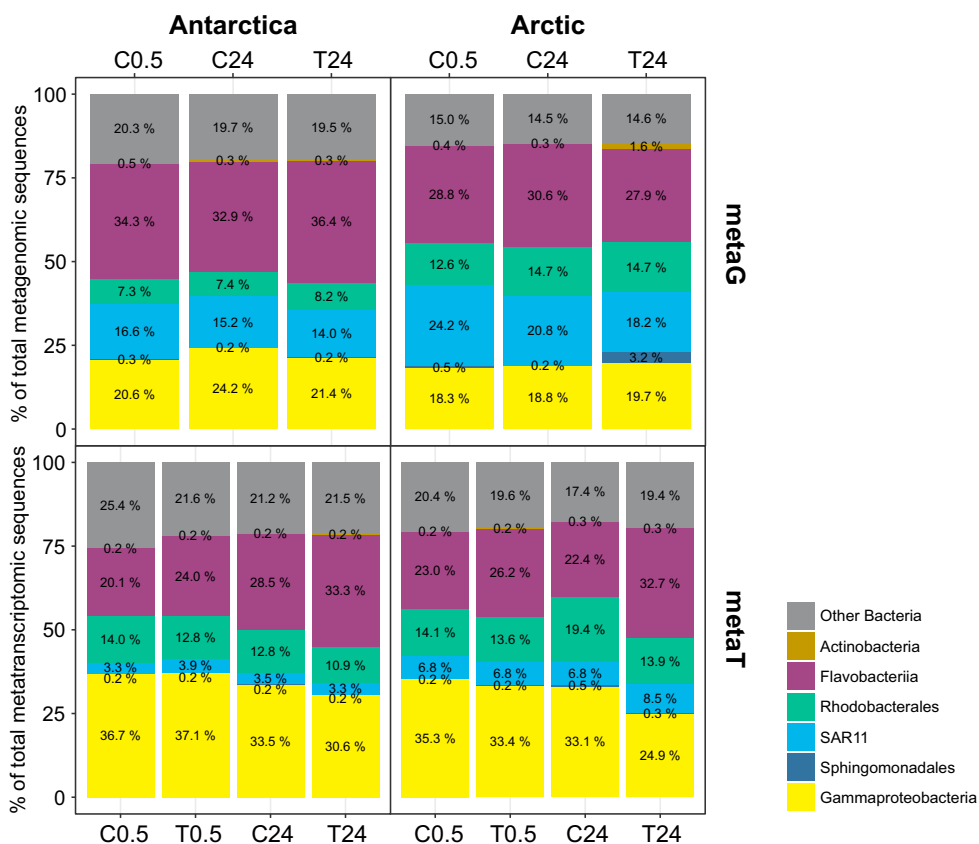 Antarctica Arctic
C0.5 C24 T24 C0.5 C24 T24
% of total metagenomic sequences
100
75
50
25
0
20.3 % 19.7 % 19.5 % 15.0 % 14.5 % 14.6 %
0.5 % 0.3 % 0.3 % 0.4 % 0.3 % 1.6 %
34.3 % 32.9 % 36.4 % 28.8 % 30.6 % 27.9 %
7.3 % 7.4 % 8.2 % 12.6 % 14.7 % 14.7 %
16.6 % 15.2 % 14.0 % 24.2 % 20.8 % 18.2 %
0.3 % 0.2 % 0.2 % 0.5 % 0.2 % 3.2 %
20.6 % 24.2 % 21.4 % 18.3 % 18.8 % 19.7 %
metaG
% of total metatranscriptomic sequences
100
75
50
25
0
25.4 % 21.6 % 21.2 % 21.5 % 20.4 % 19.6 % 17.4 % 19.4 %
0.2 % 0.2 % 0.2 % 0.2 % 0.2 % 0.2 % 0.3 % 0.3 %
20.1 % 24.0 % 28.5 % 33.3 % 23.0 % 26.2 % 22.4 % 32.7 %
14.0 % 12.8 % 12.8 % 10.9 % 14.1 % 13.6 % 19.4 % 13.9 %
3.3 % 3.9 % 3.5 % 3.3 % 6.8 % 6.8 % 6.8 % 8.5 %
0.2 % 0.2 % 0.2 % 0.2 % 0.2 % 0.2 % 0.5 % 0.3 %
36.7 % 37.1 % 33.5 % 30.6 % 35.3 % 33.4 % 33.1 % 24.9 %
metaT
C0.5 T0.5 C24 T24 C0.5 T0.5 C24 T24
Other Bacteria
Actinobacteria
Flavobacteriia
Rhodobacterales
SAR11
Sphingomonadales
Gammaproteobacteria